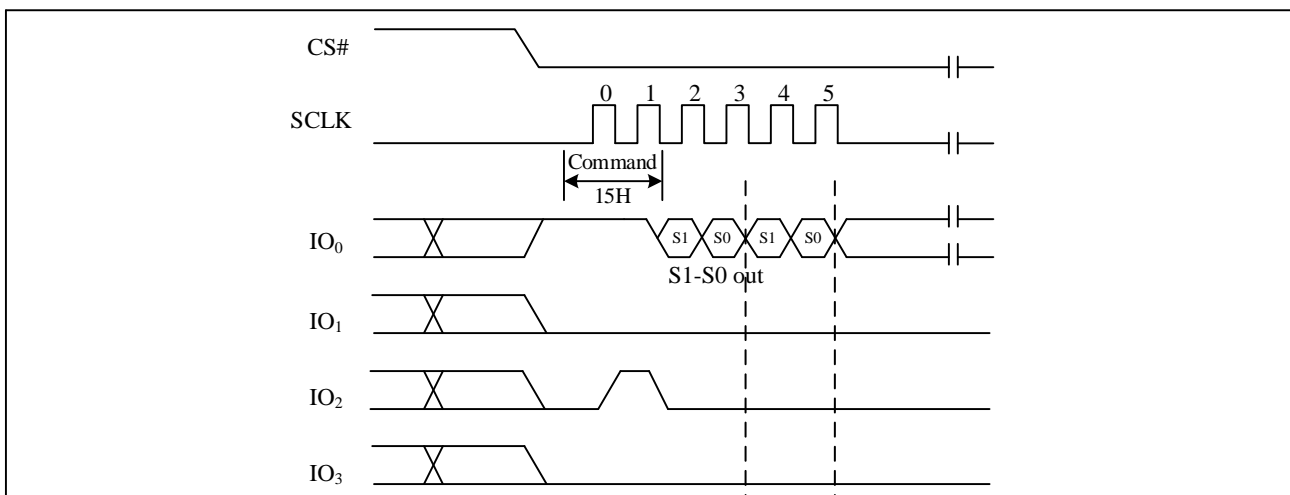 CS#
0 1 2 3 4 5
SCLK
Command
15H
IO₀
S1 S0 S1 S0
S1-S0 out
IO₁
IO₂
IO₃